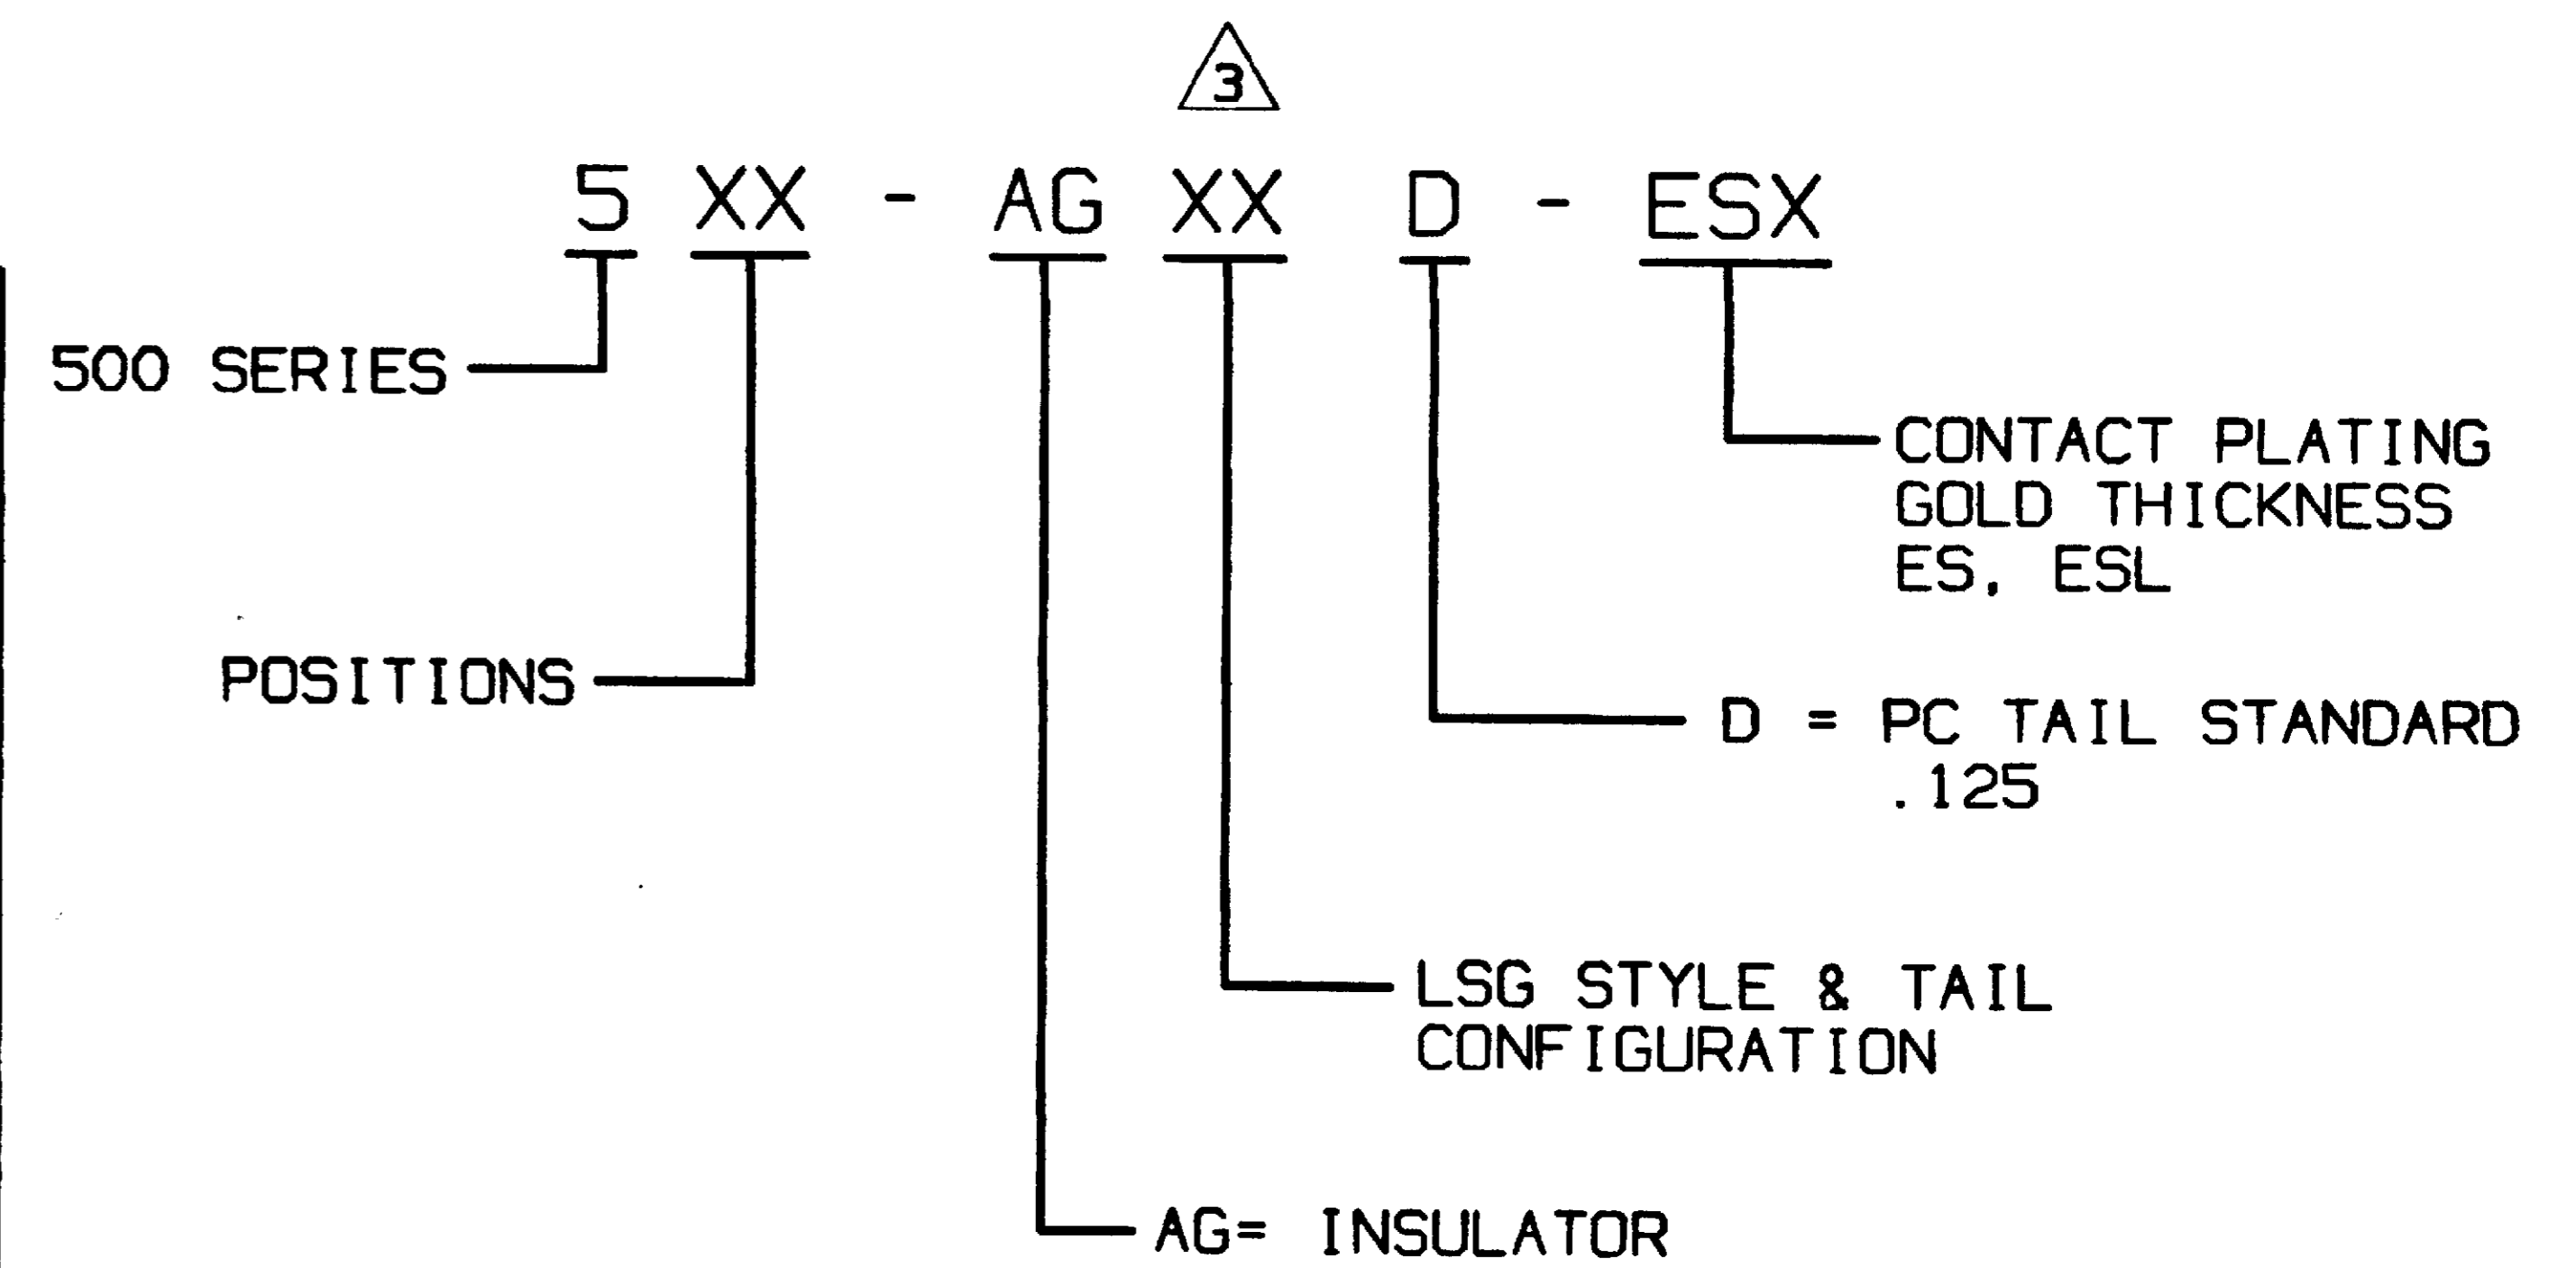 3
5 XX - AG XX D - ESX
500 SERIES
CONTACT PLATING
GOLD THICKNESS
ES, ESL
POSITIONS
D = PC TAIL STANDARD
.125
LSG STYLE & TAIL
CONFIGURATION
AG= INSULATOR